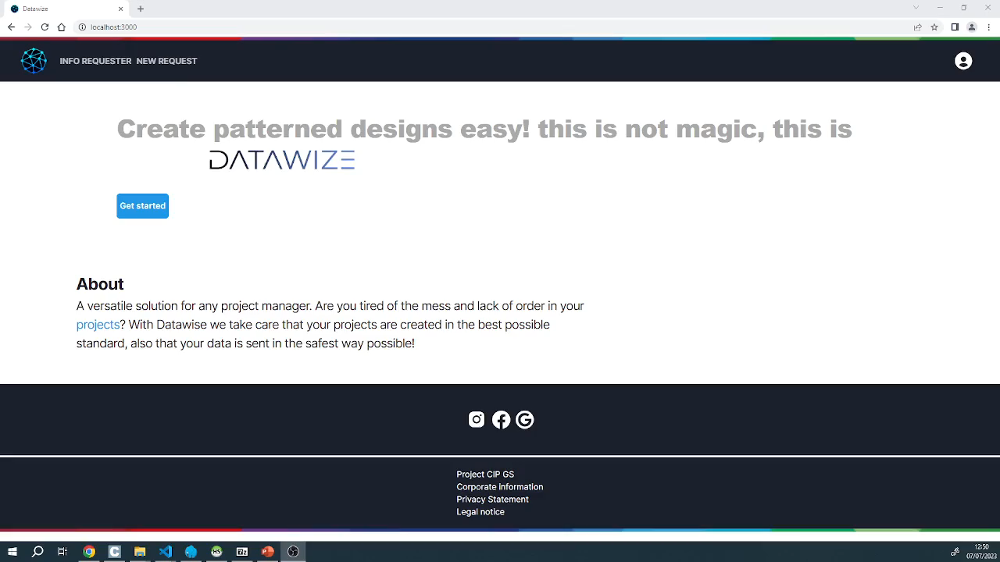 Datawize
localhost:3000
INFO REQUESTER NEW REQUEST
Create patterned designs easy! this is not magic, this is
DATAWIZE
Get started
About
A versatile solution for any project manager. Are you tired of the mess and lack of order in your
projects? With Datawise we take care that your projects are created in the best possible
standard, also that your data is sent in the safest way possible!
Project CIP GS
Corporate information
Privacy Statement
Legal notice
12:50
07/07/2023